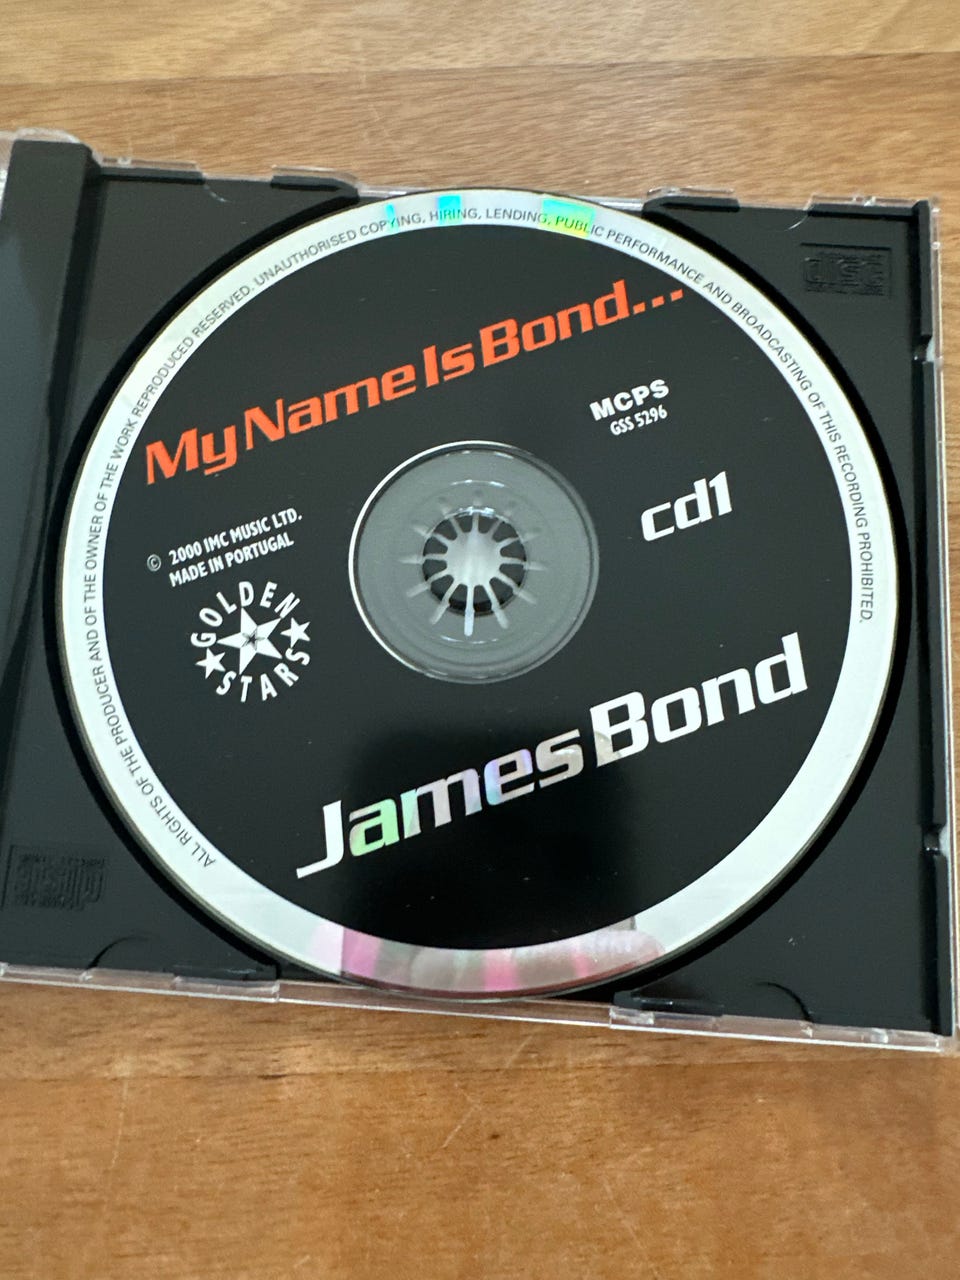 ALL RIGHTS OF THE PRODUCER AND OF THE OWNER OF THE WORK REPRODUCED RESERVED. UNAUTHORISED COPYING, HIRING, LENDING, PUBLIC PERFORMANCE AND BROADCASTING OF THIS RECORDING PROHIBITED.
My Name Is Bond...
MCPS
GSS 5296
cd1
© 2000 IMC MUSIC LTD.
MADE IN PORTUGAL
GOLDEN
STARS
James Bond